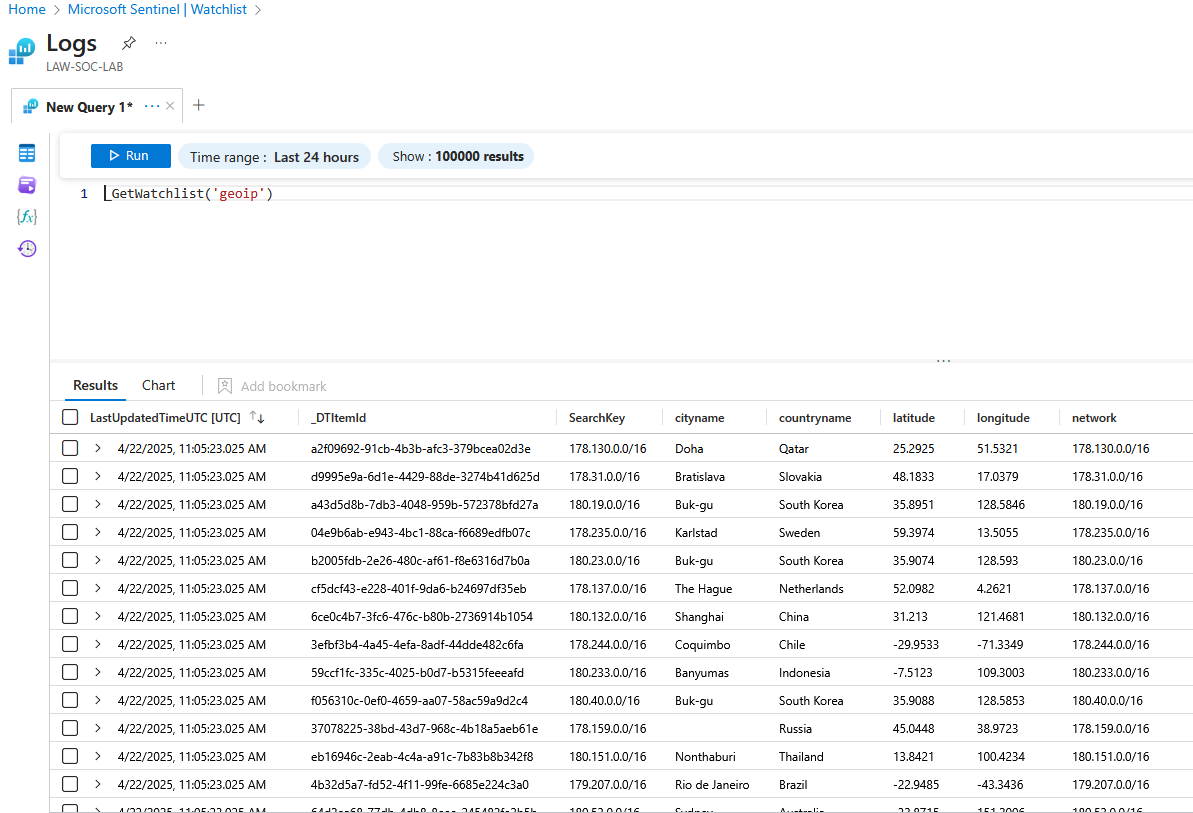 Home > Microsoft Sentinel | Watchlist >
Logs ...
LAW-SOC-LAB
New Query 1* ... × +
Run Time range : Last 24 hours Show : 100000 results
1 _GetWatchlist('geoip')
{fx}
...
Results Chart Add bookmark
LastUpdatedTimeUTC [UTC] ↑↓ _DTItemId SearchKey cityname countryname latitude longitude network
> 4/22/2025, 11:05:23.025 AM a2f09692-91cb-4b3b-afc3-379bcea02d3e 178.130.0.0/16 Doha Qatar 25.2925 51.5321 178.130.0.0/16
> 4/22/2025, 11:05:23.025 AM d9995e9a-6d1e-4429-88de-3274b41d625d 178.31.0.0/16 Bratislava Slovakia 48.1833 17.0379 178.31.0.0/16
> 4/22/2025, 11:05:23.025 AM a43d5d8b-7db3-4048-959b-572378bfd27a 180.19.0.0/16 Buk-gu South Korea 35.8951 128.5846 180.19.0.0/16
> 4/22/2025, 11:05:23.025 AM 04e9b6ab-e943-4bc1-88ca-f6689edfb07c 178.235.0.0/16 Karlstad Sweden 59.3974 13.5055 178.235.0.0/16
> 4/22/2025, 11:05:23.025 AM b2005fdb-2e26-480c-af61-f8e6316d7b0a 180.23.0.0/16 Buk-gu South Korea 35.9074 128.593 180.23.0.0/16
> 4/22/2025, 11:05:23.025 AM cf5dcf43-e228-401f-9da6-b24697df35eb 178.137.0.0/16 The Hague Netherlands 52.0982 4.2621 178.137.0.0/16
> 4/22/2025, 11:05:23.025 AM 6ce0c4b7-3fc6-476c-b80b-2736914b1054 180.132.0.0/16 Shanghai China 31.213 121.4681 180.132.0.0/16
> 4/22/2025, 11:05:23.025 AM 3efbf3b4-4a45-4efa-8adf-44dde482c6fa 178.244.0.0/16 Coquimbo Chile -29.9533 -71.3349 178.244.0.0/16
> 4/22/2025, 11:05:23.025 AM 59ccf1fc-335c-4025-b0d7-b5315feeeafd 180.233.0.0/16 Banyumas Indonesia -7.5123 109.3003 180.233.0.0/16
> 4/22/2025, 11:05:23.025 AM f056310c-0ef0-4659-aa07-58ac59a9d2c4 180.40.0.0/16 Buk-gu South Korea 35.9088 128.5853 180.40.0.0/16
> 4/22/2025, 11:05:23.025 AM 37078225-38bd-43d7-968c-4b18a5aeb61e 178.159.0.0/16 Russia 45.0448 38.9723 178.159.0.0/16
> 4/22/2025, 11:05:23.025 AM eb16946c-2eab-4c4a-a91c-7b83b8b342f8 180.151.0.0/16 Nonthaburi Thailand 13.8421 100.4234 180.151.0.0/16
> 4/22/2025, 11:05:23.025 AM 4b32d5a7-fd52-4f11-99fe-6685e224c3a0 179.207.0.0/16 Rio de Janeiro Brazil -22.9485 -43.3436 179.207.0.0/16
> 4/22/2025, 11:05:23.025 AM Sydney Australia